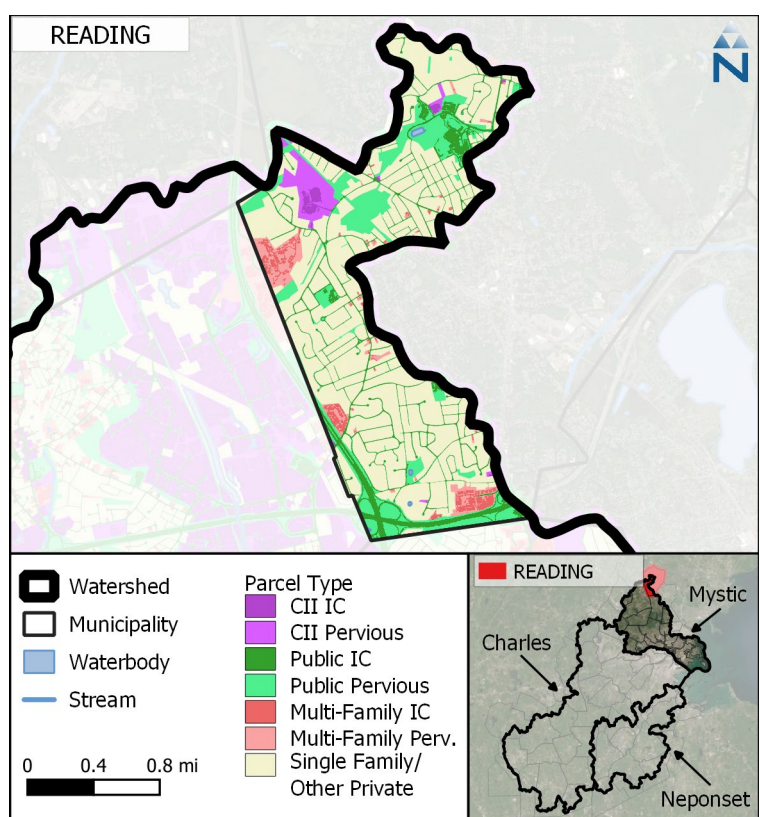 READING
N
Watershed
Municipality
Waterbody
Stream
0 0.4 0.8 mi
Parcel Type
CII IC
CII Pervious
Public IC
Public Pervious
Multi-Family IC
Multi-Family Perv.
Single Family/
Other Private
READING
Mystic
Charles
Neponset